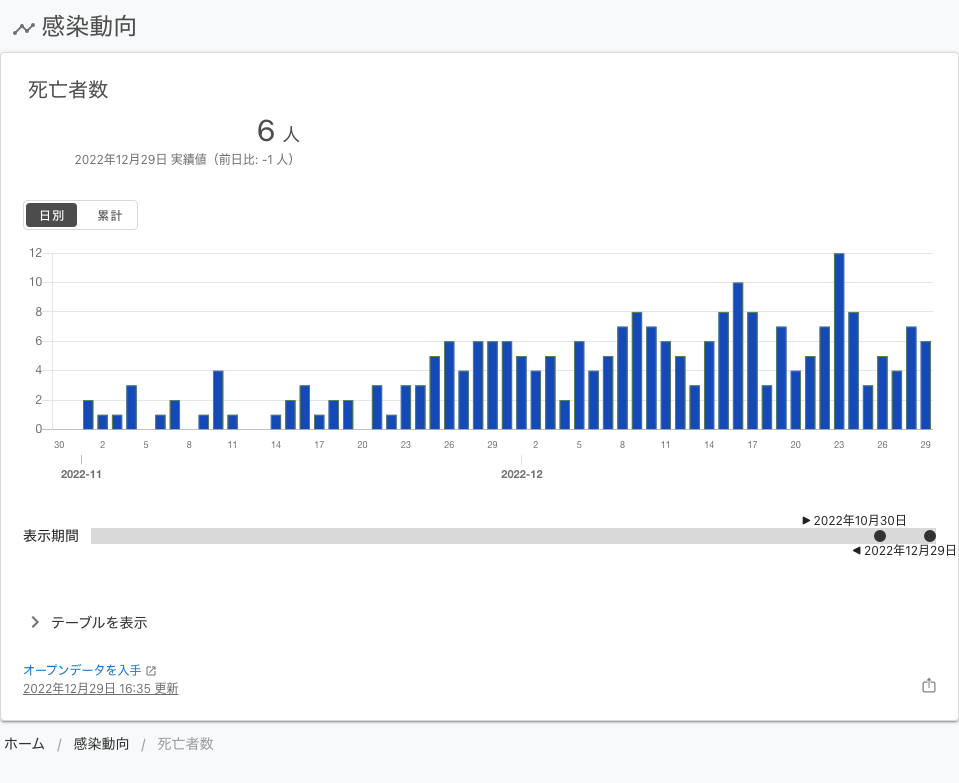 感染動向
死亡者数
6 人
2022年12月29日 実績値（前日比: -1 人）
日別 累計
12
10
8
6
4
2
0
30 2 5 8 11 14 17 20 23 26 29 2 5 8 11 14 17 20 23 26 29
2022-11 2022-12
2022年10月30日
表示期間
2022年12月29日
テーブルを表示
オープンデータを入手
2022年12月29日 16:35 更新
ホーム / 感染動向 / 死亡者数